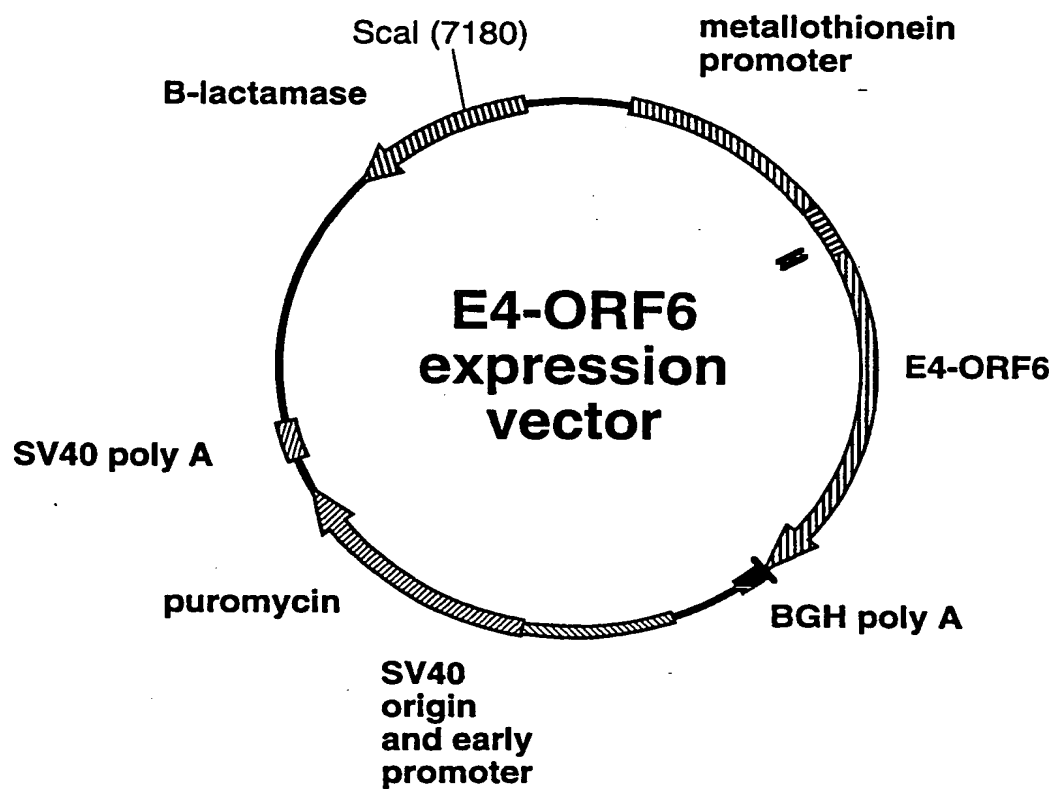 ScaI (7180)
metallothionein
promoter
B-lactamase
E4-ORF6
expression
vector
E4-ORF6
SV40 poly A
puromycin
BGH poly A
SV40
origin
and early
promoter